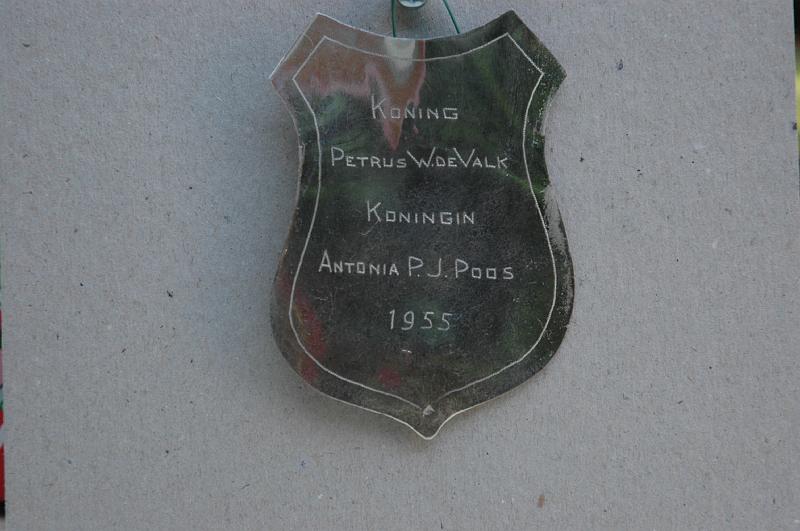 Koning
Petrus W. de Valk
Koningin
Antonia P. J. Poos
1955